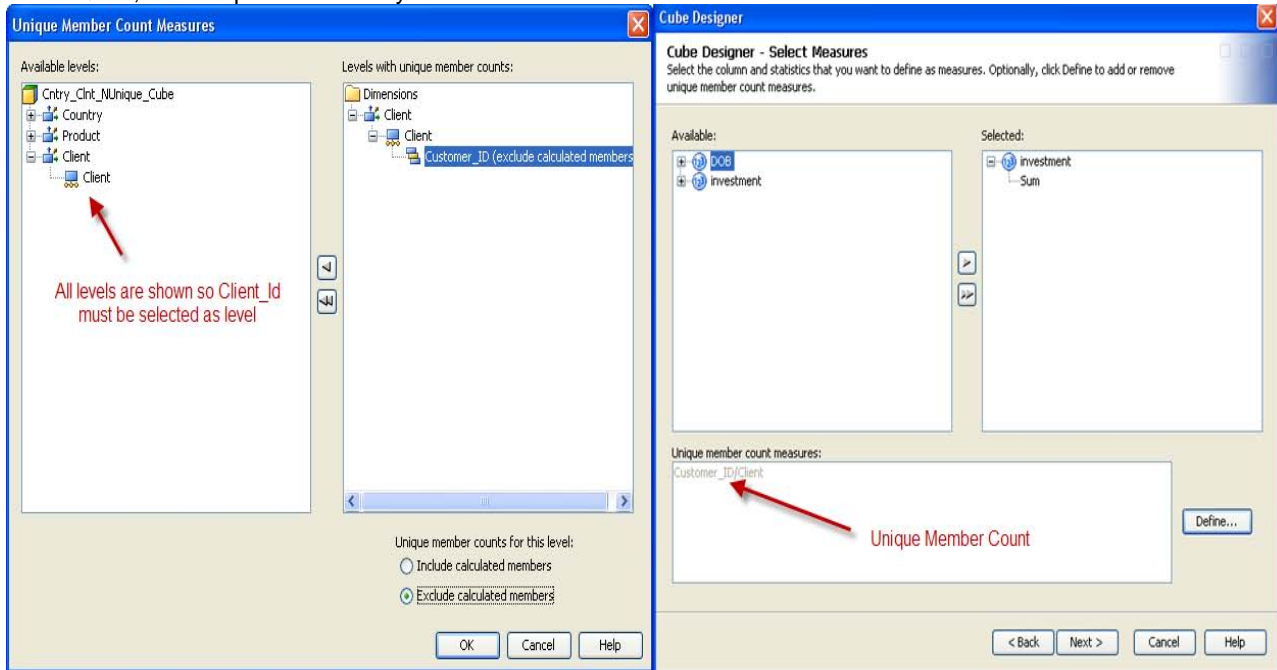 Unique Member Count Measures
Available levels:
Cntry_Clnt_NUnique_Cube
Country
Product
Client
Client
All levels are shown so Client_Id
must be selected as level
Levels with unique member counts:
Dimensions
Client
Client
Customer_ID (exclude calculated members
Unique member counts for this level:
Include calculated members
Exclude calculated members
OK Cancel Help
Cube Designer
Cube Designer - Select Measures
Select the column and statistics that you want to define as measures. Optionally, click Define to add or remove
unique member count measures.
Available:
DOB
investment
Selected:
investment
Sum
Unique member count measures:
Customer_ID/Client
Unique Member Count
Define...
< Back Next > Cancel Help